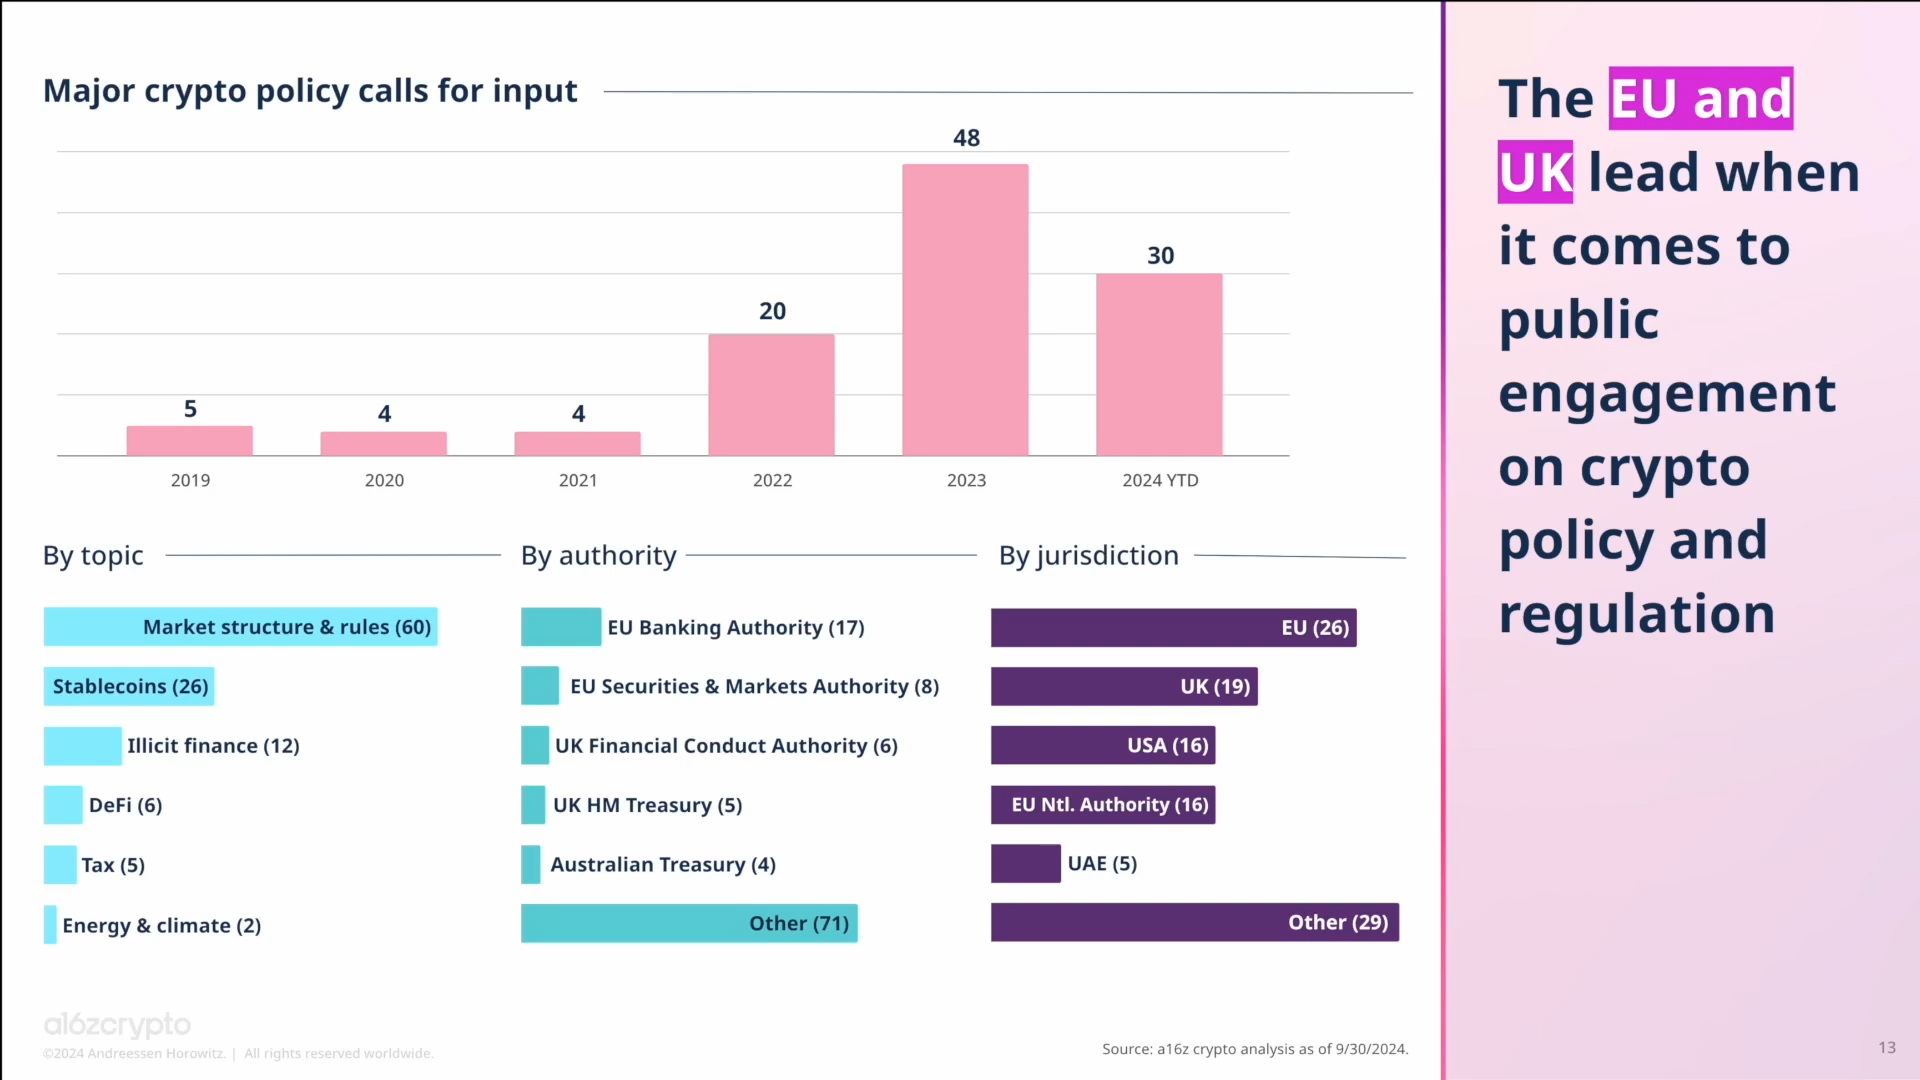 Major crypto policy calls for input
48
30
20
5
4
4
2019
2020
2021
2022
2023
2024 YTD
By topic
Market structure & rules (60)
Stablecoins (26)
Illicit finance (12)
DeFi (6)
Tax (5)
Energy & climate (2)
By authority
EU Banking Authority (17)
EU Securities & Markets Authority (8)
UK Financial Conduct Authority (6)
UK HM Treasury (5)
Australian Treasury (4)
Other (71)
By jurisdiction
EU (26)
UK (19)
USA (16)
EU Ntl. Authority (16)
UAE (5)
Other (29)
The EU and
UK lead when
it comes to
public
engagement
on crypto
policy and
regulation
a16zcrypto
©2024 Andreessen Horowitz. | All rights reserved worldwide.
Source: a16z crypto analysis as of 9/30/2024.
13